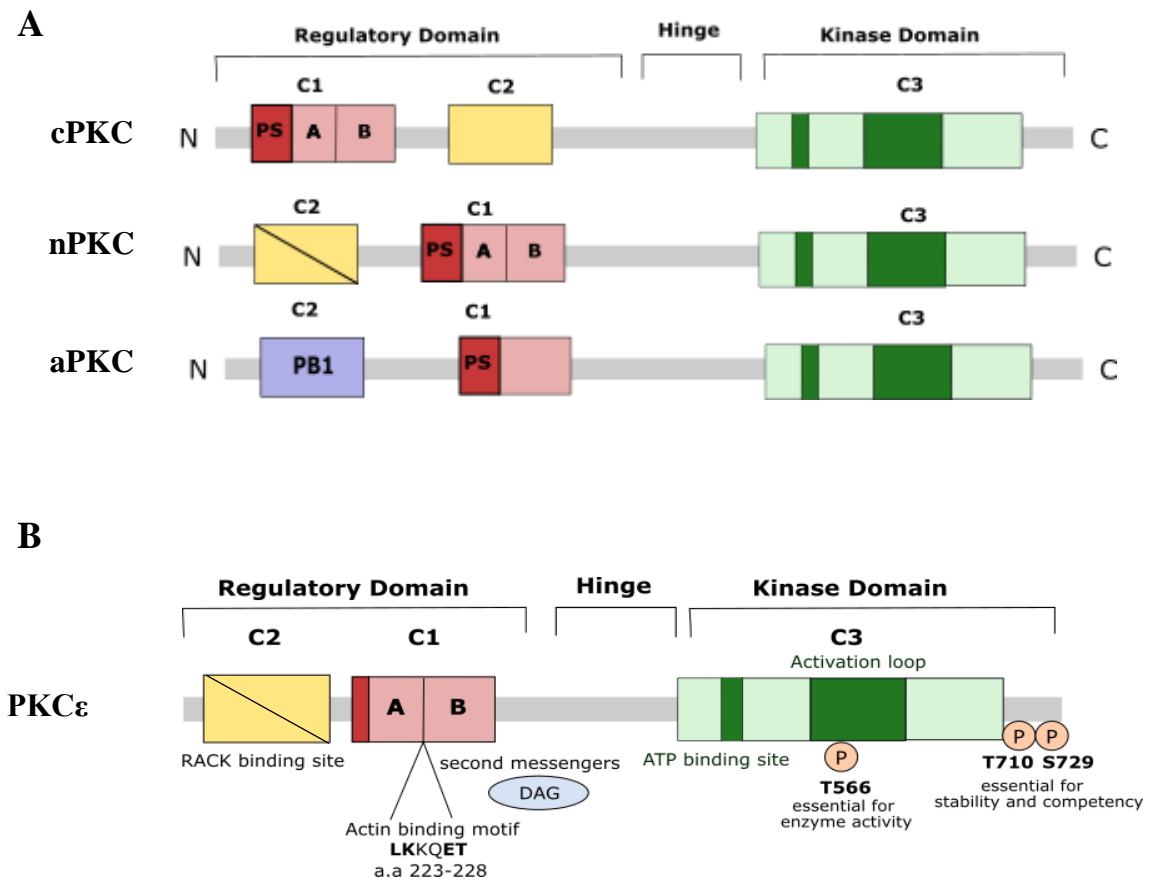 A
Regulatory Domain
Hinge
Kinase Domain
C1
C2
C3
cPKC
N
PS
A
B
C
C2
C1
C3
nPKC
N
PS
A
B
C
C2
C1
C3
aPKC
N
PB1
PS
C
B
Regulatory Domain
Hinge
Kinase Domain
C2
C1
C3
Activation loop
PKCε
A
B
P
P
RACK binding site
second messengers
ATP binding site
P
T710 S729
DAG
T566
essential for
stability and competency
essential for
enzyme activity
Actin binding motif
LKKQET
a.a 223-228